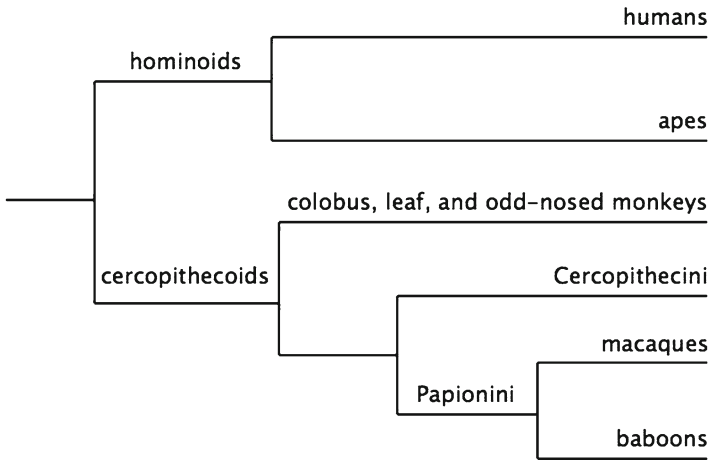 humans
hominoids
apes
colobus, leaf, and odd-nosed monkeys
cercopithecoids
Cercopithecini
macaques
Papionini
baboons